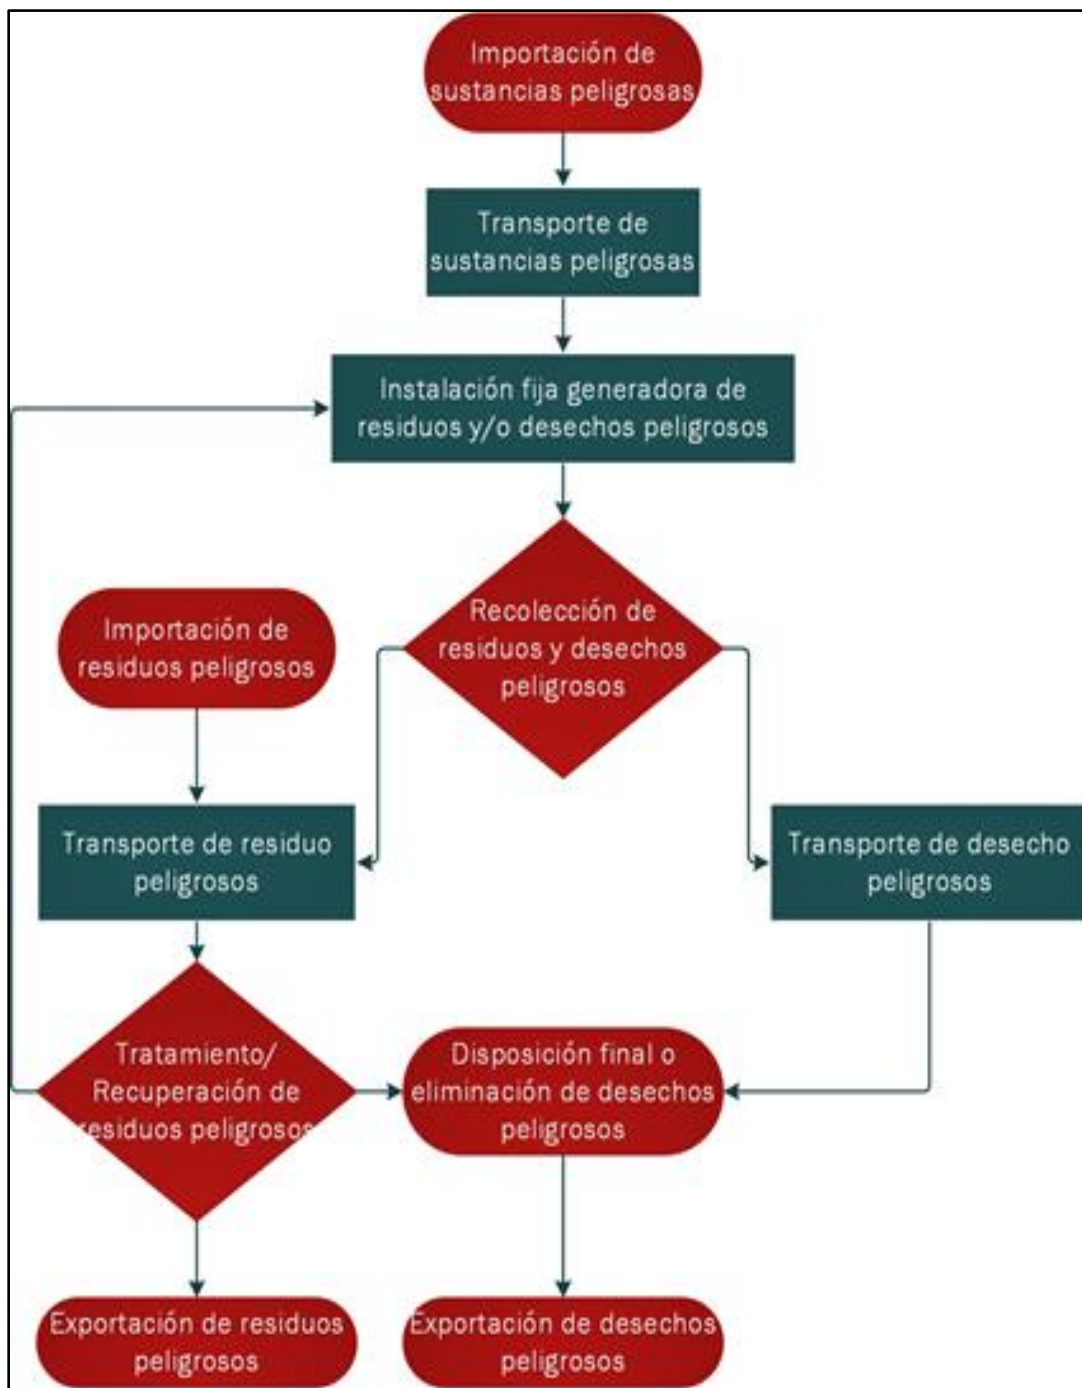 Importación de
sustancias peligrosas
Transporte de
sustancias peligrosas
Instalación fija generadora de
residuos y/o desechos peligrosos
Recolección de
residuos y desechos
peligrosos
Importación de
residuos peligrosos
Transporte de residuo
peligrosos
Transporte de desecho
peligrosos
Tratamiento/
Recuperación de
residuos peligrosos
Disposición final o
eliminación de desechos
peligrosos
Exportación de residuos
peligrosos
Exportación de desechos
peligrosos